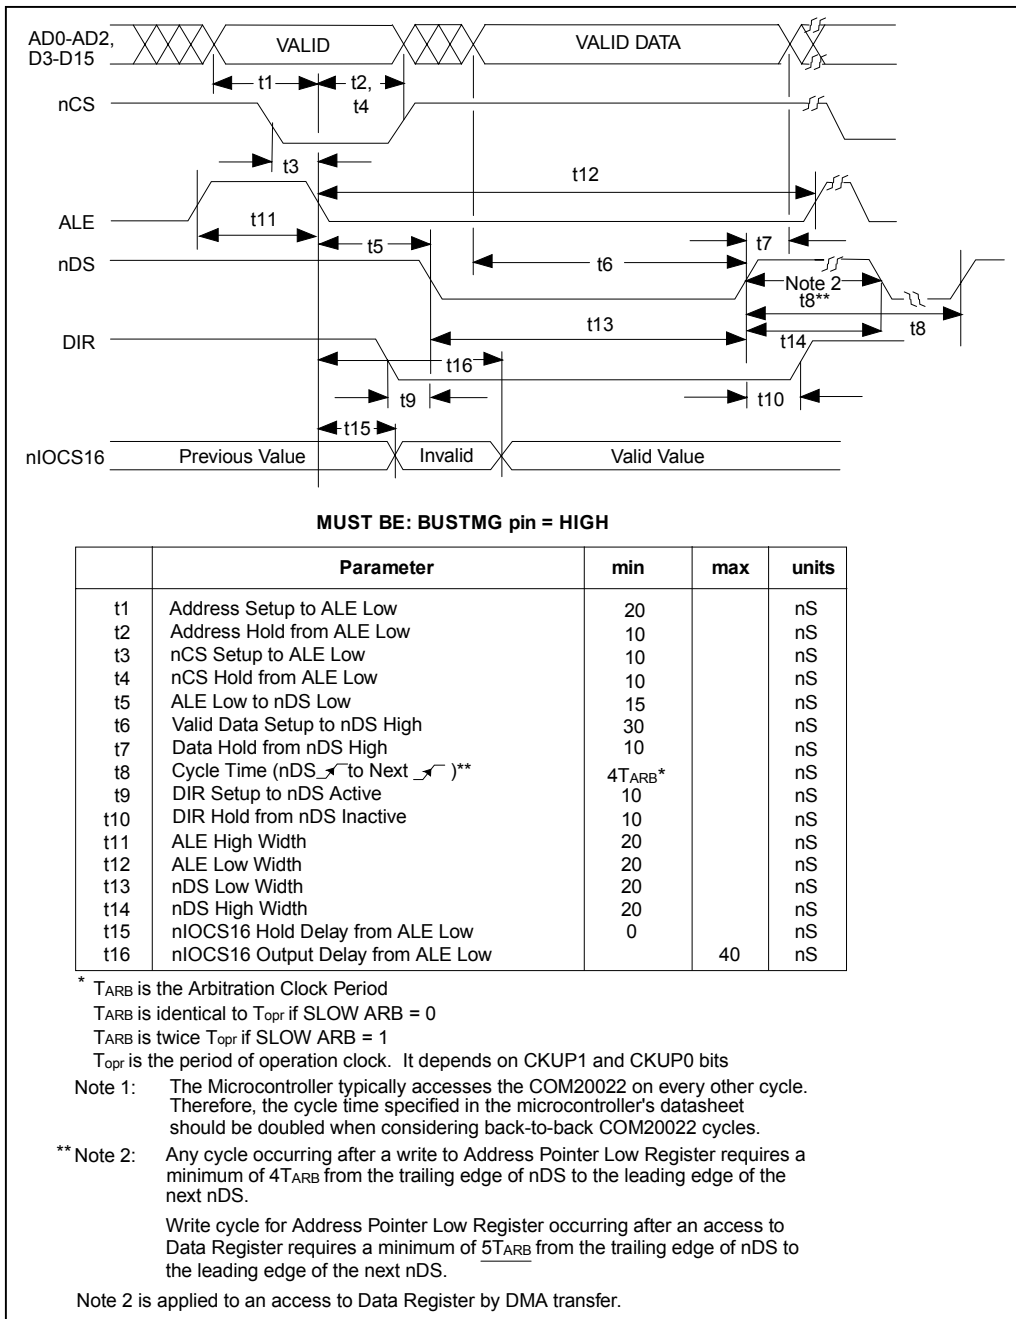 AD0-AD2,
D3-D15
VALID
VALID DATA
t1
t2,
t4
nCS
t3
t12
ALE
t11
t5
t7
nDS
t6
Note 2
t8**
t8
t13
t14
DIR
t16
t9
t10
t15
nIOCS16
Previous Value
Invalid
Valid Value
MUST BE: BUSTMG pin = HIGH
Parameter min max units
t1 Address Setup to ALE Low 20 nS
t2 Address Hold from ALE Low 10 nS
t3 nCS Setup to ALE Low 10 nS
t4 nCS Hold from ALE Low 10 nS
t5 ALE Low to nDS Low 15 nS
t6 Valid Data Setup to nDS High 30 nS
t7 Data Hold from nDS High 10 nS
t8 Cycle Time (nDS to Next )** 4TARB* nS
t9 DIR Setup to nDS Active 10 nS
t10 DIR Hold from nDS Inactive 10 nS
t11 ALE High Width 20 nS
t12 ALE Low Width 20 nS
t13 nDS Low Width 20 nS
t14 nDS High Width 20 nS
t15 nIOCS16 Hold Delay from ALE Low 0 nS
t16 nIOCS16 Output Delay from ALE Low 40 nS
* TARB is the Arbitration Clock Period
TARB is identical to Topr if SLOW ARB = 0
TARB is twice Topr if SLOW ARB = 1
Topr is the period of operation clock. It depends on CKUP1 and CKUP0 bits
Note 1: The Microcontroller typically accesses the COM20022 on every other cycle.
Therefore, the cycle time specified in the microcontroller's datasheet
should be doubled when considering back-to-back COM20022 cycles.
** Note 2: Any cycle occurring after a write to Address Pointer Low Register requires a
minimum of 4TARB from the trailing edge of nDS to the leading edge of the
next nDS.
Write cycle for Address Pointer Low Register occurring after an access to
Data Register requires a minimum of 5TARB from the trailing edge of nDS to
the leading edge of the next nDS.
Note 2 is applied to an access to Data Register by DMA transfer.